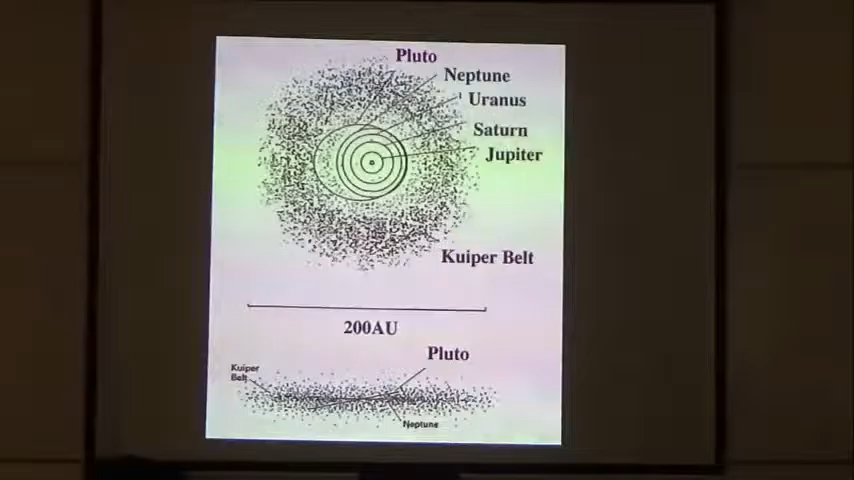 Pluto
Neptune
Uranus
Saturn
Jupiter
Kuiper Belt
200AU
Pluto
Kuiper
Belt
Neptune